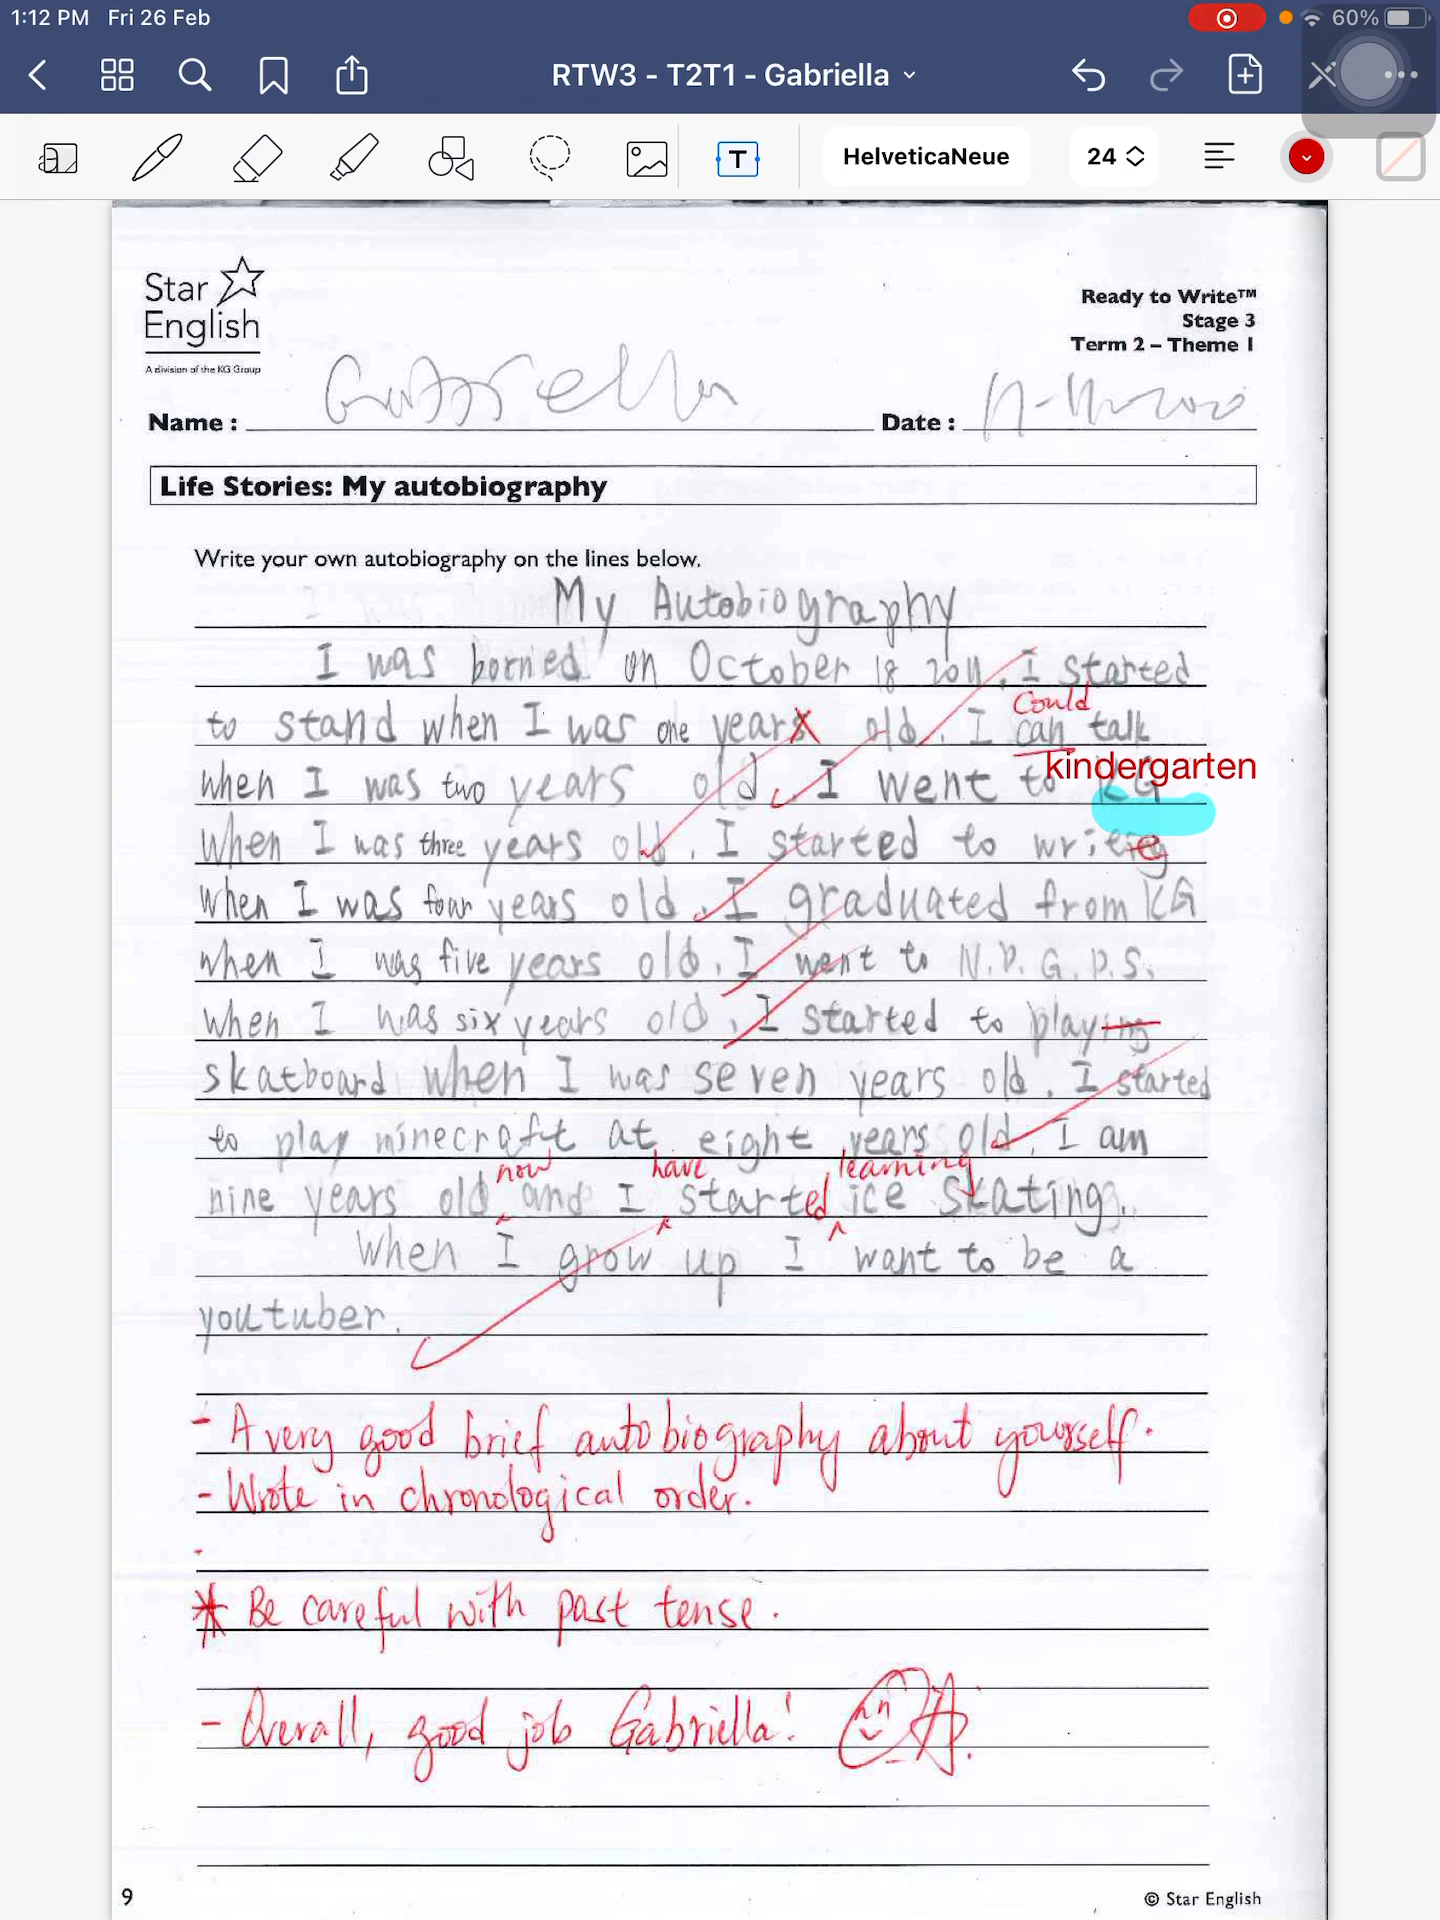 1:12 PM Fri 26 Feb
60%
RTW3 - T2T1 - Gabriella
HelveticaNeue
24
T
Star
English
A division of the KG Group
Ready to Write™
Stage 3
Term 2 – Theme 1
Name : Gabriella
Date :
Life Stories: My autobiography
Write your own autobiography on the lines below.
My Autobiography
I was borned on October 18 2011. I started
Could
to stand when I was one years old. I can talk
kindergarten
when I was two years old. I went to KG
when I was three years old. I started to write
when I was four years old. I graduated from KG
when I was five years old. I went to N.P.G.P.S.
when I was six years old. I started to playing
skatboard when I was seven years old. I started
to play minecraft at eight years old. I am
now have learning
nine years old and I started ice skating.
When I grow up I want to be a
youtuber.
- A very good brief autobiography about yourself.
- Wrote in chronological order.
* Be careful with past tense.
- Overall, good job Gabriella!
9
© Star English